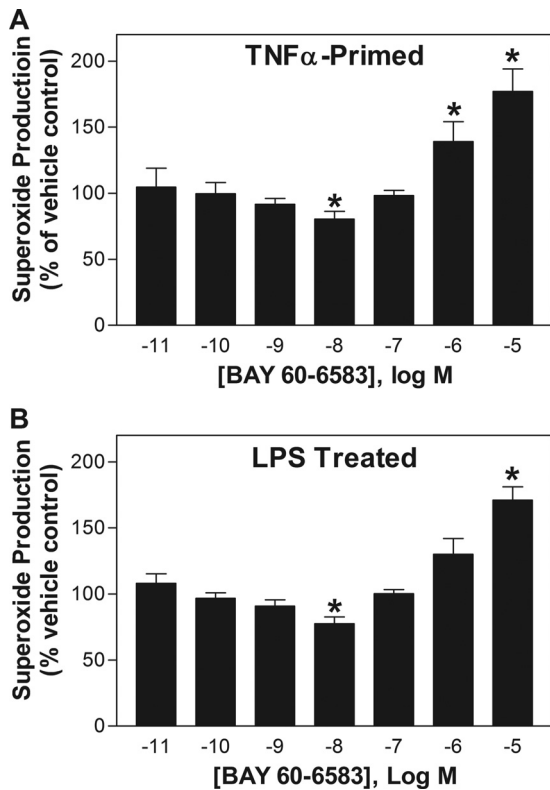 A
TNFα-Primed
Superoxide Productioin
(% of vehicle control)
200
150
100
50
0
*
*
*
-11 -10 -9 -8 -7 -6 -5
[BAY 60-6583], log M
B
LPS Treated
Superoxide Production
(% vehicle control)
200
150
100
50
0
*
*
-11 -10 -9 -8 -7 -6 -5
[BAY 60-6583], Log M